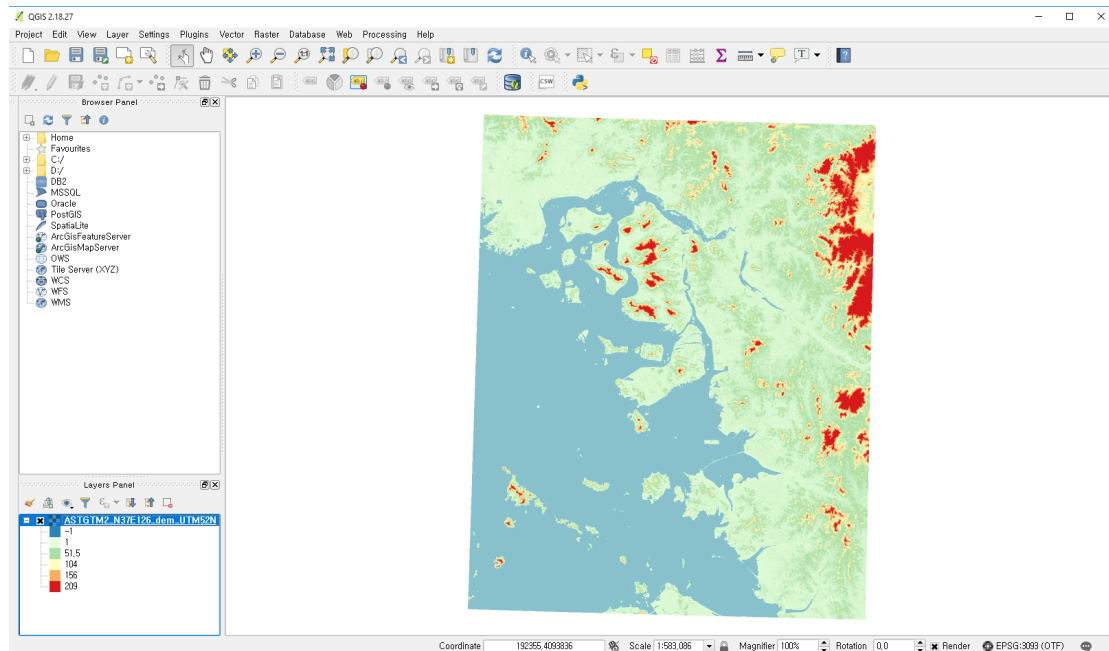 QGIS 2.18.27
Project Edit View Layer Settings Plugins Vector Raster Database Web Processing Help
CSW
Browser Panel
Home
Favourites
C:/
D:/
DB2
MSSQL
Oracle
PostGIS
SpatiaLite
ArcGisFeatureServer
ArcGisMapServer
OWS
Tile Server (XYZ)
WCS
WFS
WMS
Layers Panel
ASTGTM2_N37E126_dem_UTM52N
-1
1
51,5
104
156
209
Coordinate 192355,4093836 Scale 1:583,086 Magnifier 100% Rotation 0,0 Render EPSG:3093 (OTF)